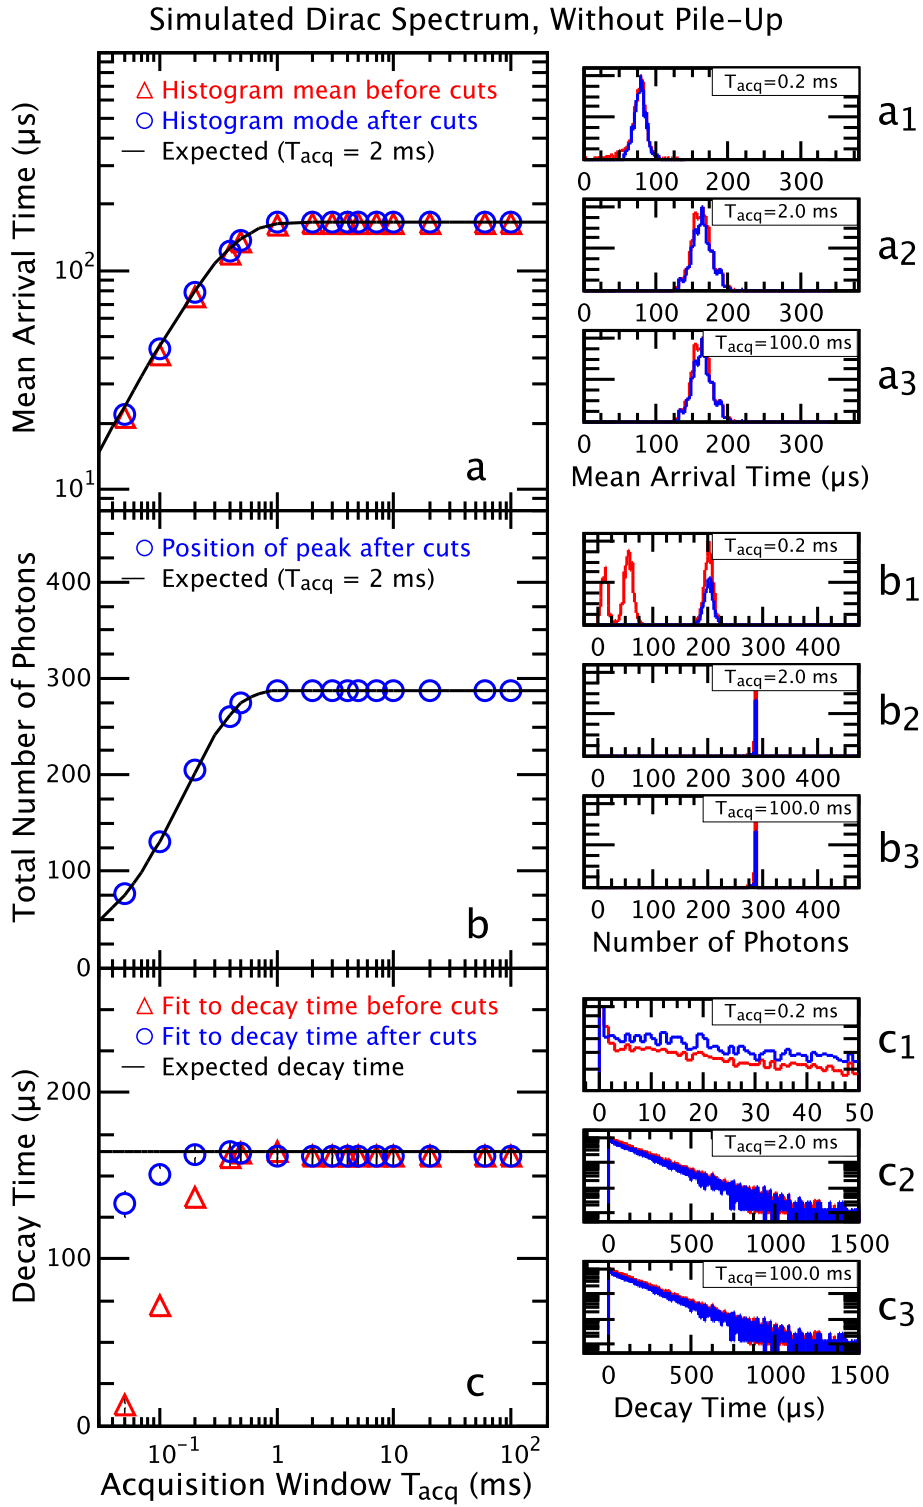 Simulated Dirac Spectrum, Without Pile-Up
Mean Arrival Time (µs)
10²
10¹
△ Histogram mean before cuts
○ Histogram mode after cuts
— Expected (Tacq = 2 ms)
a
Tacq=0.2 ms
a1
0 100 200 300
Tacq=2.0 ms
a2
0 100 200 300
Tacq=100.0 ms
a3
0 100 200 300
Mean Arrival Time (µs)
Total Number of Photons
400
300
200
100
0
○ Position of peak after cuts
— Expected (Tacq = 2 ms)
b
Tacq=0.2 ms
b1
0 100 200 300 400
Tacq=2.0 ms
b2
0 100 200 300 400
Tacq=100.0 ms
b3
0 100 200 300 400
Number of Photons
Decay Time (µs)
200
100
0
△ Fit to decay time before cuts
○ Fit to decay time after cuts
— Expected decay time
c
10⁻¹ 1 10 10²
Acquisition Window Tacq (ms)
Tacq=0.2 ms
c1
0 10 20 30 40 50
Tacq=2.0 ms
c2
0 500 1000 1500
Tacq=100.0 ms
c3
0 500 1000 1500
Decay Time (µs)